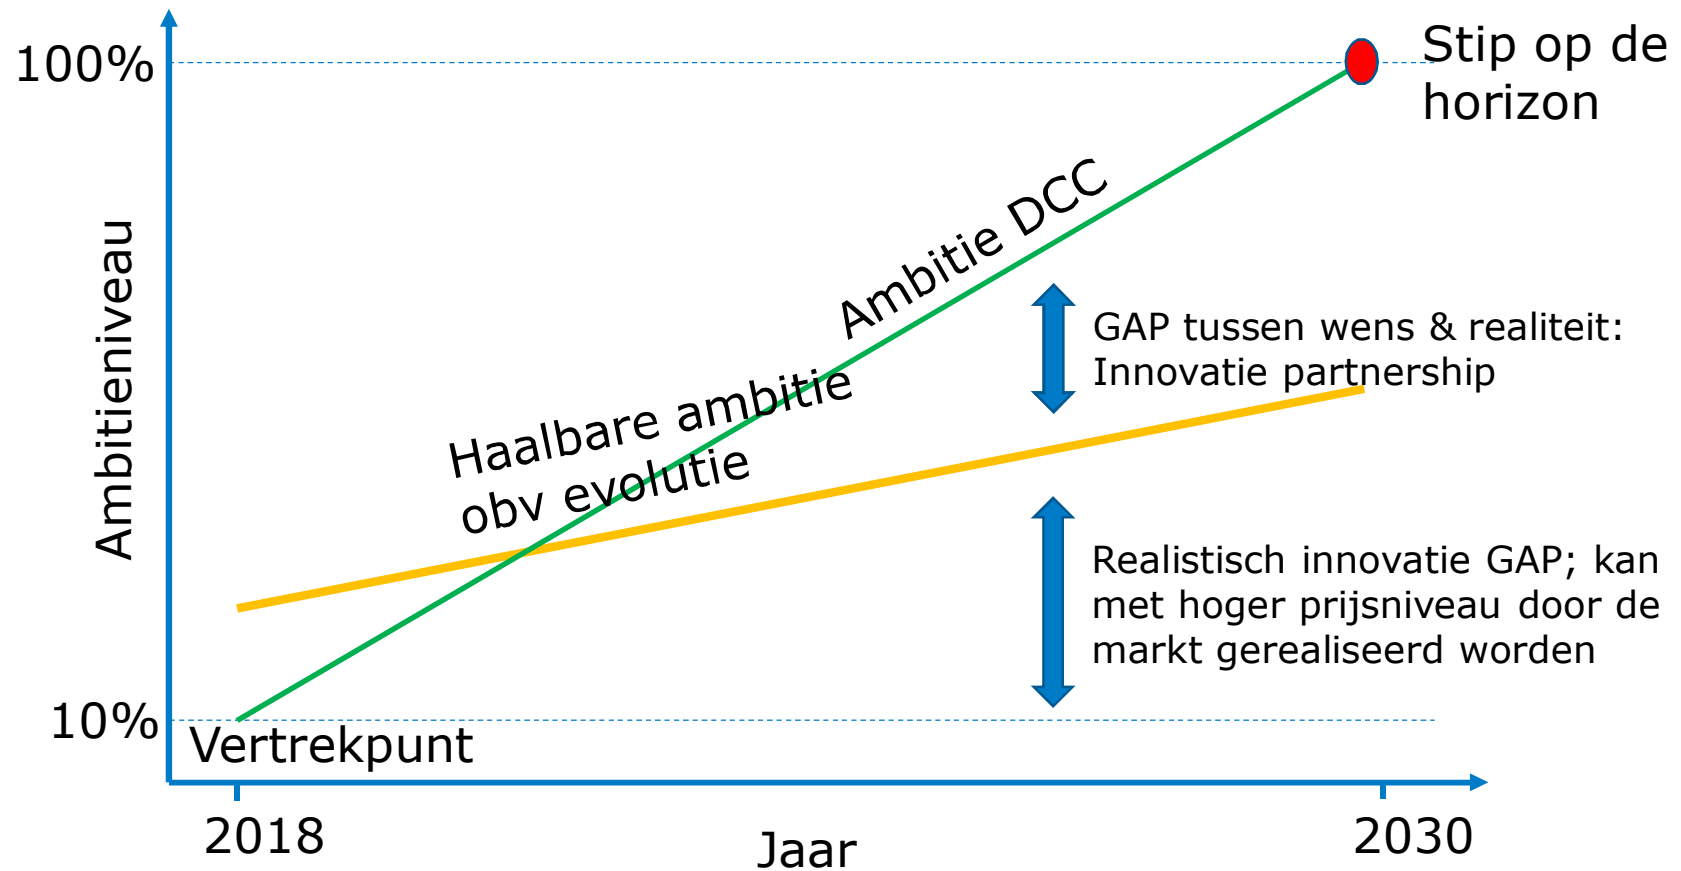 100%
Stip op de
horizon
Ambitie DCC
Ambitieniveau
GAP tussen wens & realiteit:
Innovatie partnership
Haalbare ambitie
obv evolutie
Realistisch innovatie GAP; kan
met hoger prijsniveau door de
markt gerealiseerd worden
10%
Vertrekpunt
2018
Jaar
2030